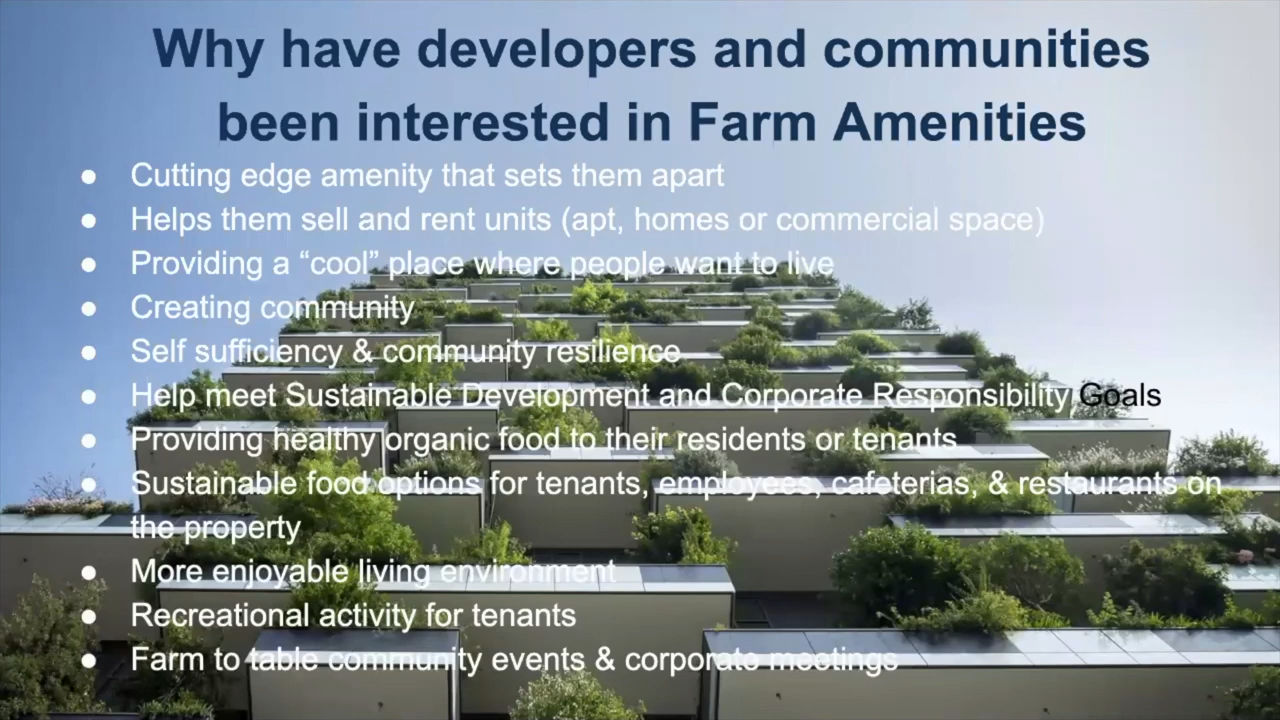 Why have developers and communities
been interested in Farm Amenities
● Cutting edge amenity that sets them apart
● Helps them sell and rent units (apt, homes or commercial space)
● Providing a “cool” place where people want to live
● Creating community
● Self sufficiency & community resilience
● Help meet Sustainable Development and Corporate Responsibility Goals
● Providing healthy organic food to their residents or tenants
● Sustainable food options for tenants, employees, cafeterias, & restaurants on
the property
● More enjoyable living environment
● Recreational activity for tenants
● Farm to table community events & corporate meetings